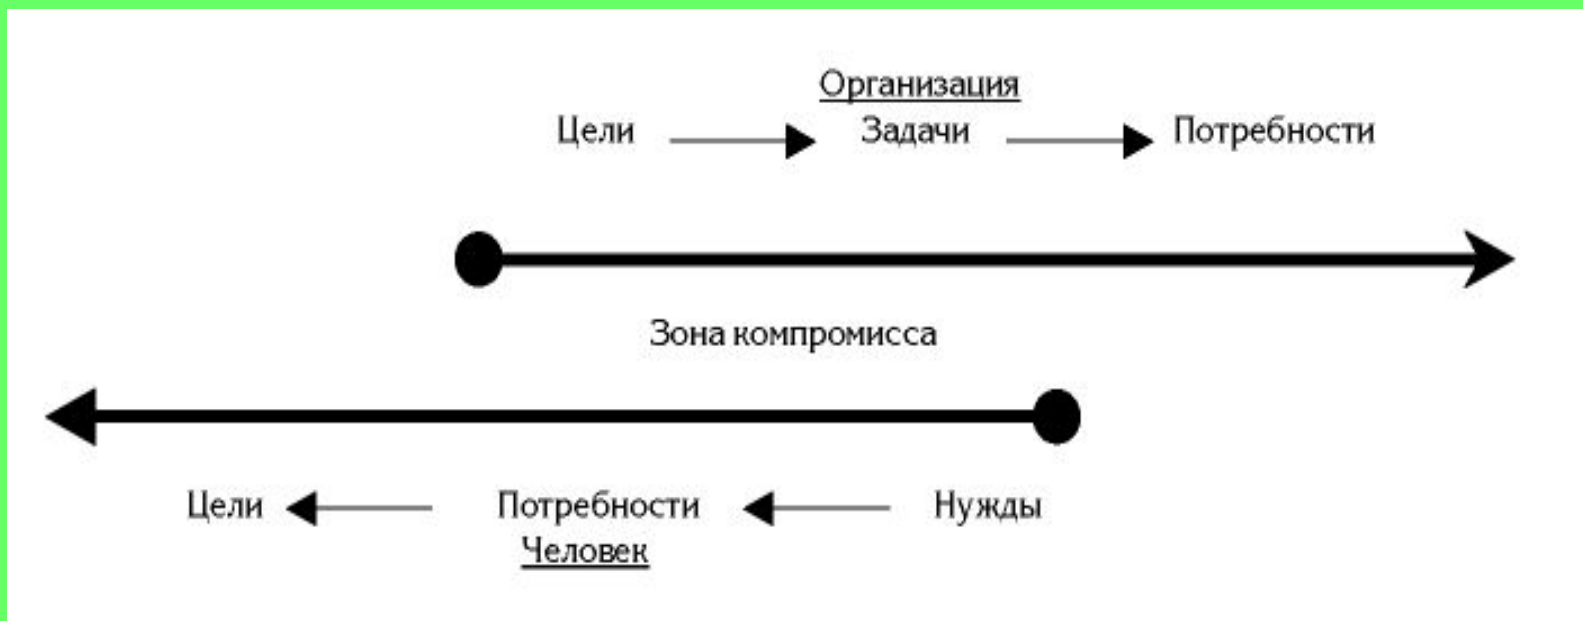 Организация
Цели Задачи Потребности
Зона компромисса
Цели Потребности Нужды
Человек